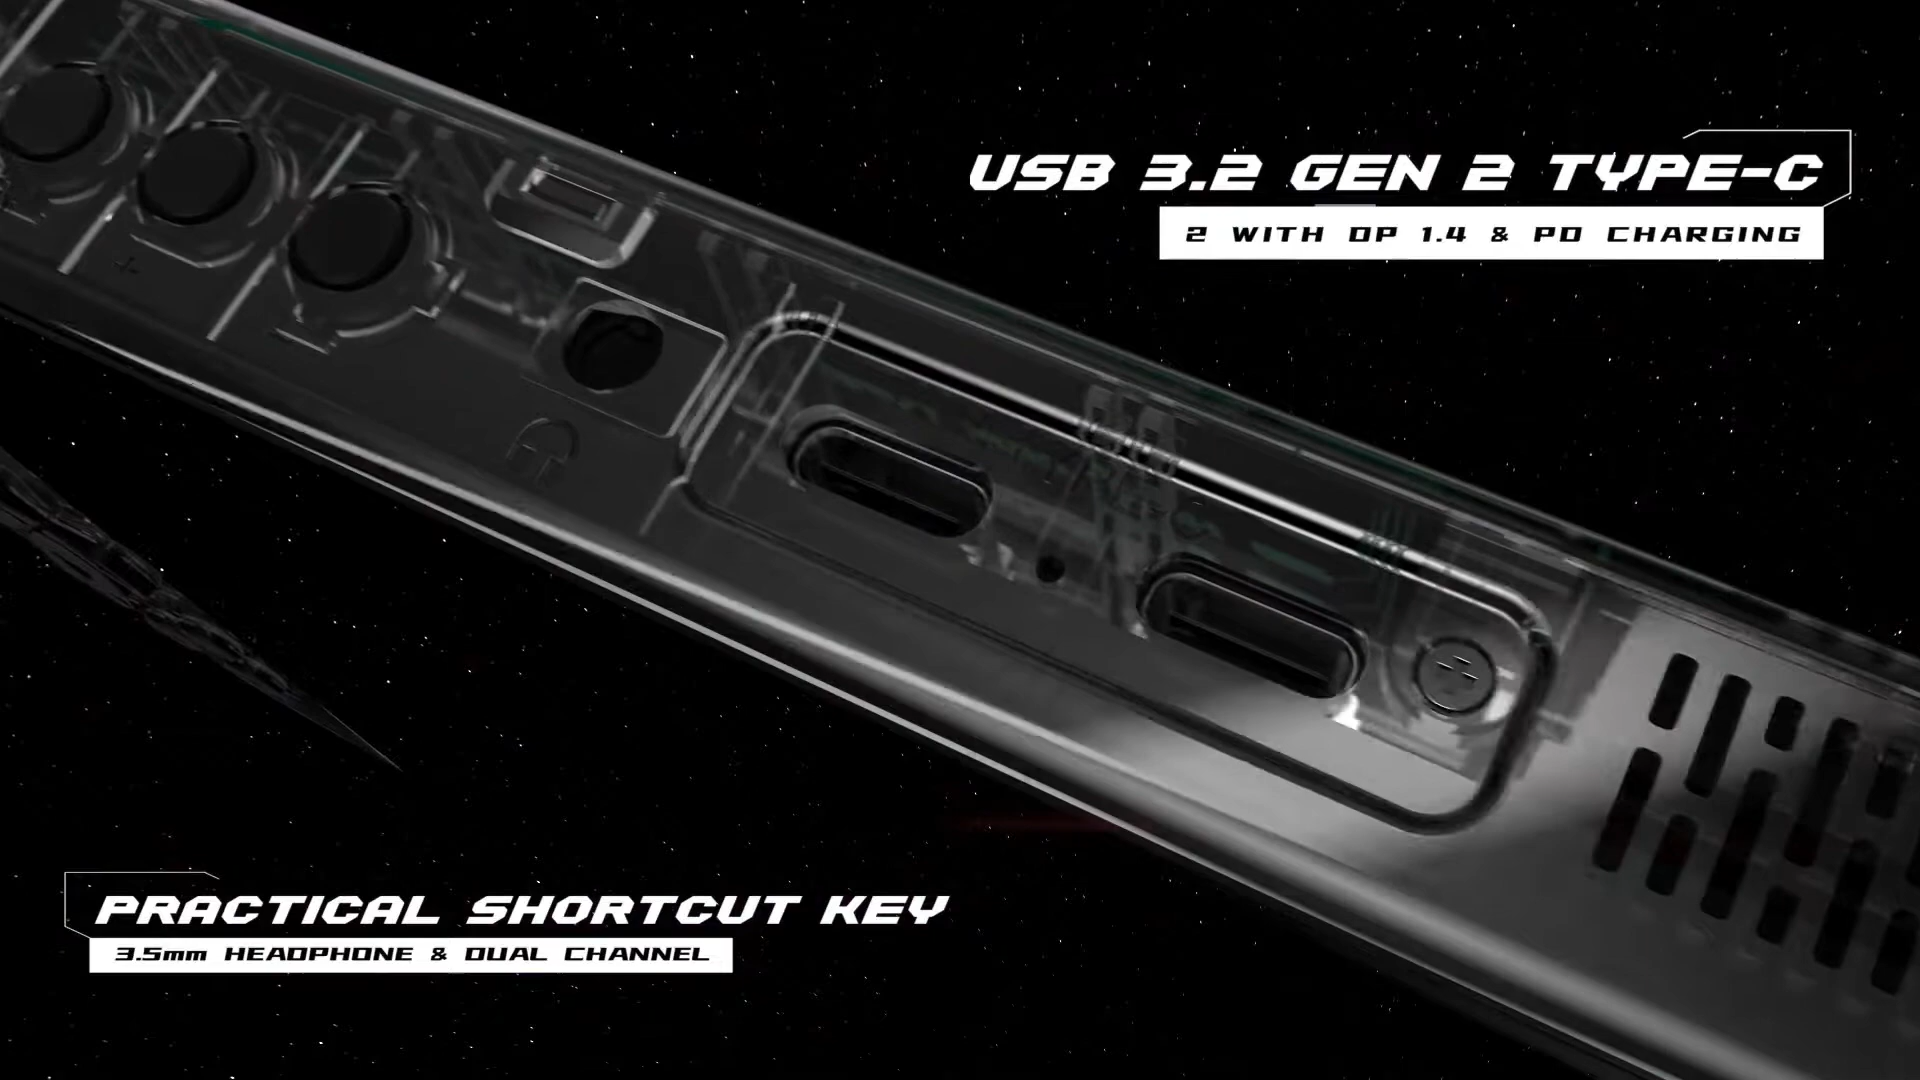 USB 3.2 GEN 2 TYPE-C
2 WITH DP 1.4 & PD CHARGING
PRACTICAL SHORTCUT KEY
3.5mm HEADPHONE & DUAL CHANNEL